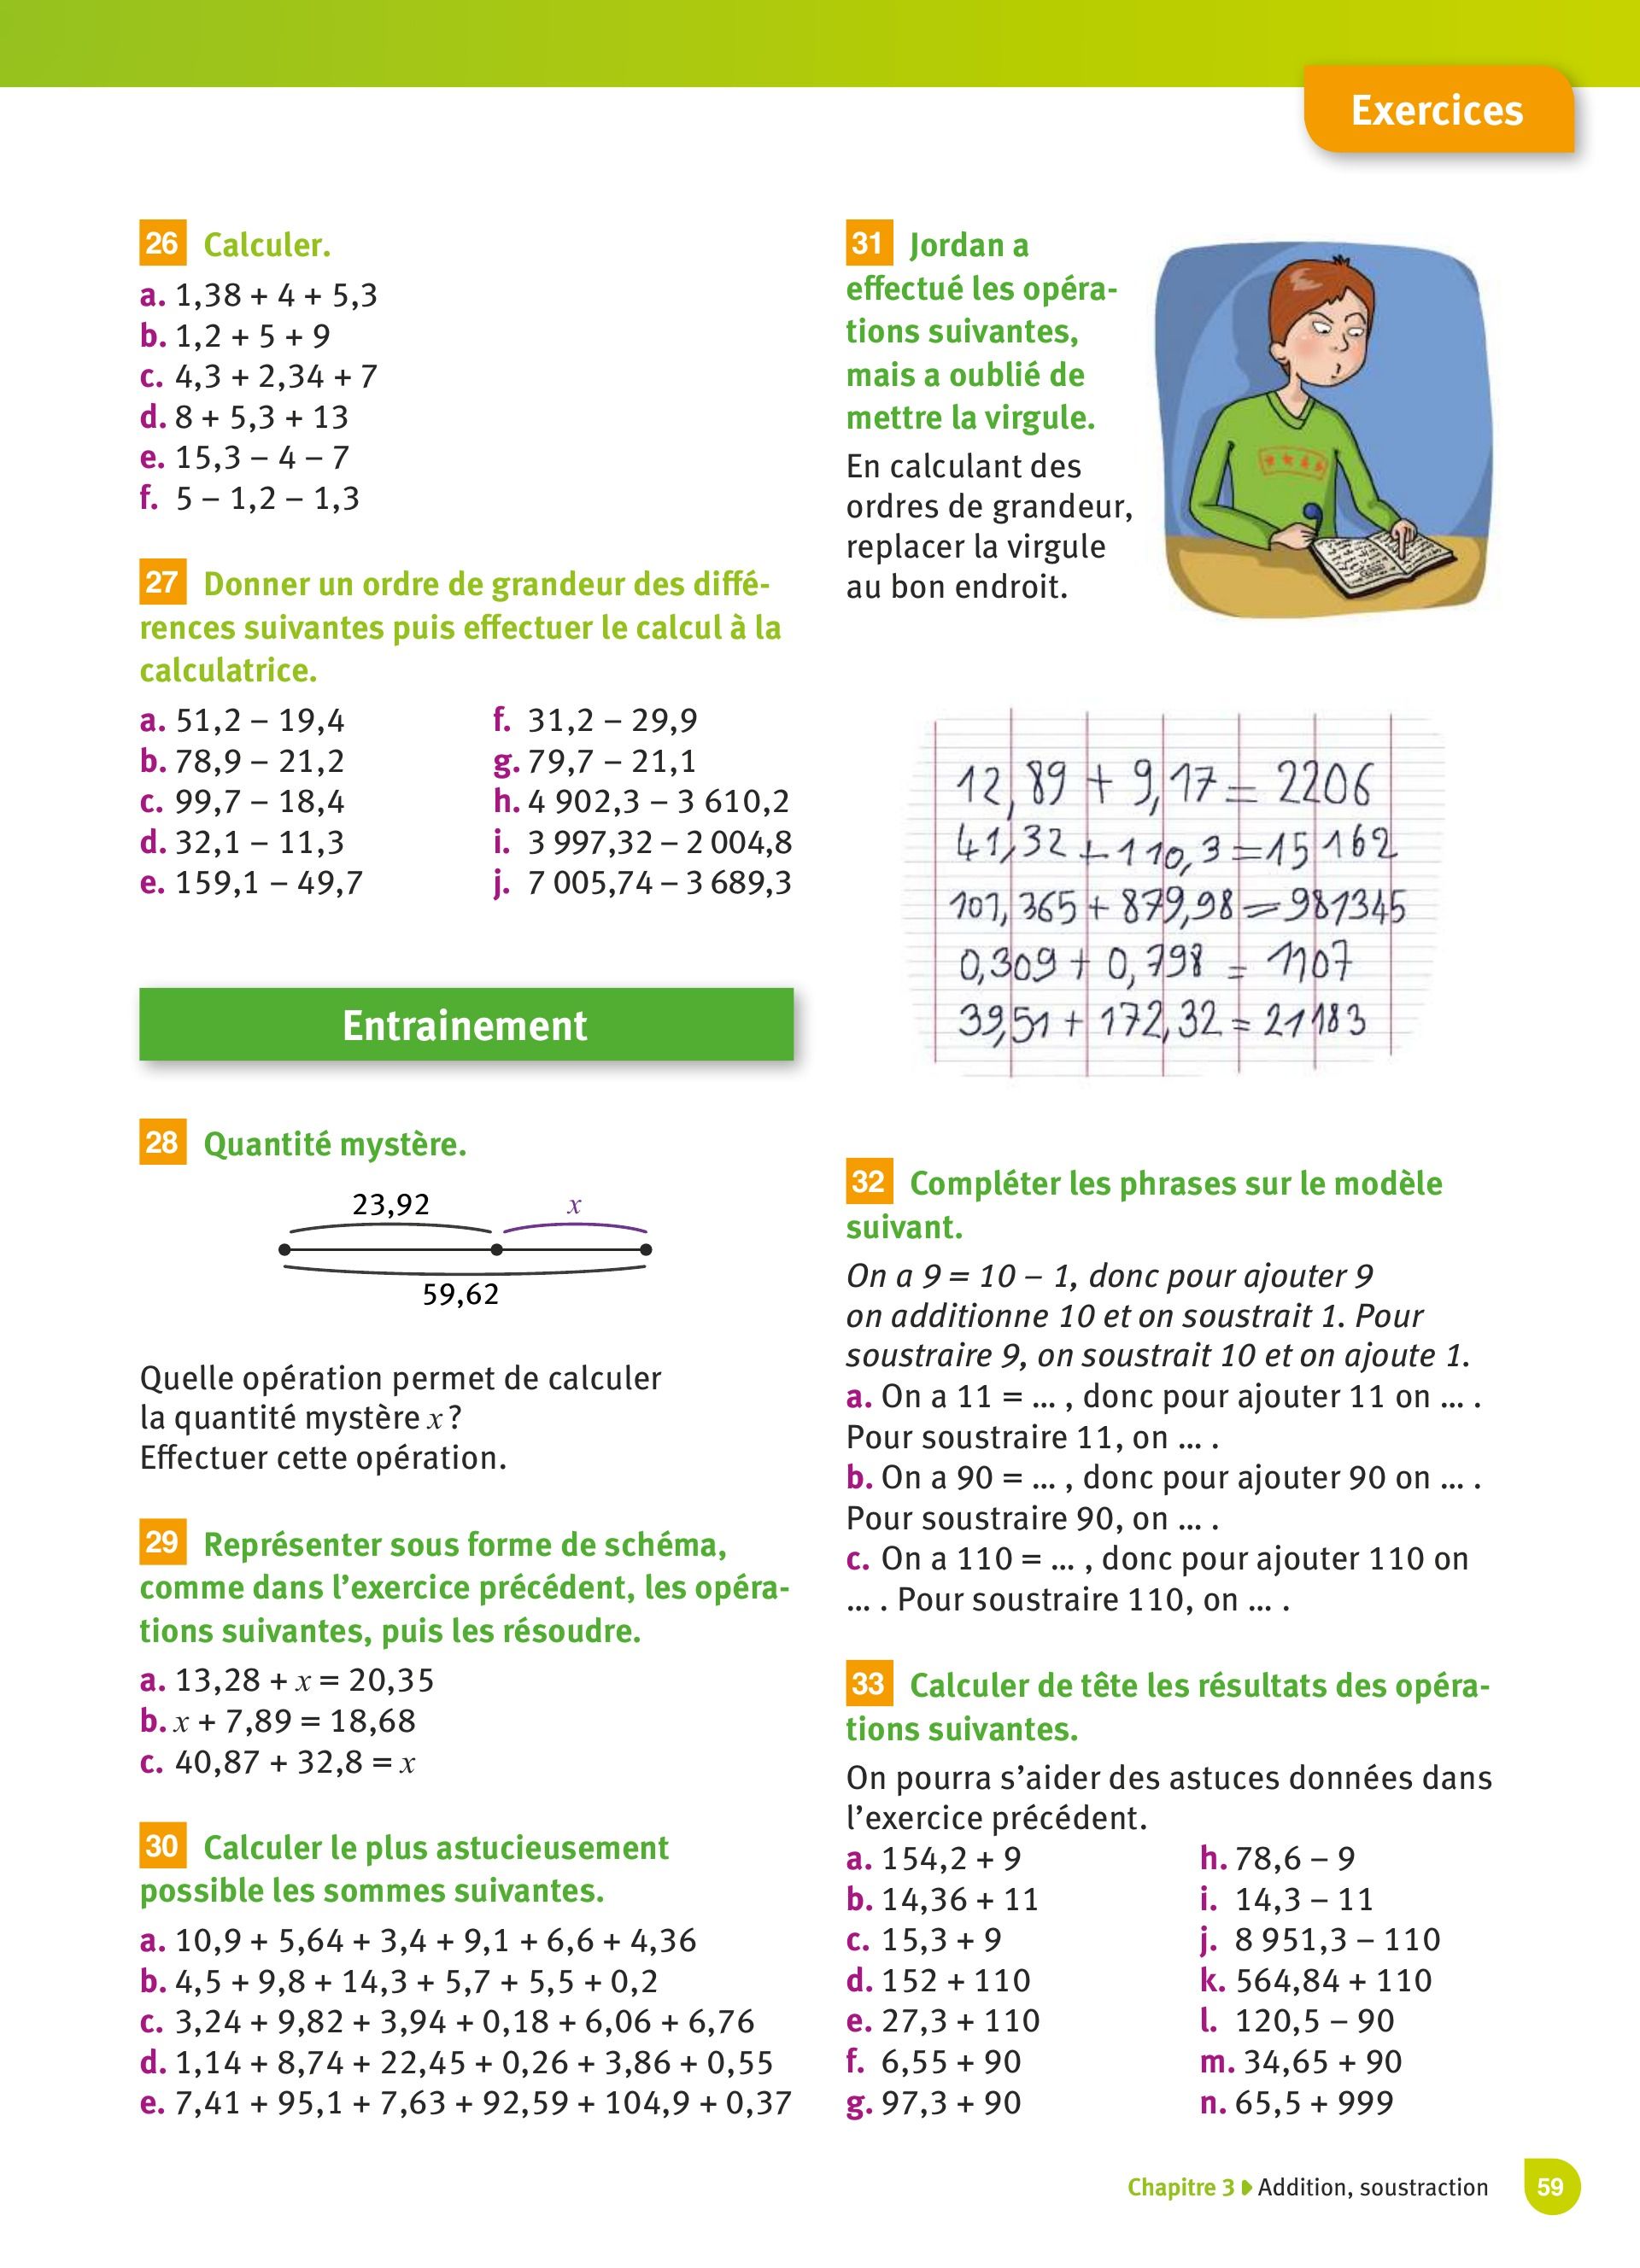 Exercices
26 Calculer.
a. 1,38 + 4 + 5,3
b. 1,2 + 5 + 9
c. 4,3 + 2,34 + 7
d. 8 + 5,3 + 13
e. 15,3 – 4 – 7
f. 5 – 1,2 – 1,3
27 Donner un ordre de grandeur des diffé-
rences suivantes puis effectuer le calcul à la
calculatrice.
a. 51,2 – 19,4
b. 78,9 – 21,2
c. 99,7 – 18,4
d. 32,1 – 11,3
e. 159,1 – 49,7
f. 31,2 – 29,9
g. 79,7 – 21,1
h. 4 902,3 – 3 610,2
i. 3 997,32 – 2 004,8
j. 7 005,74 – 3 689,3
Entrainement
28 Quantité mystère.
23,92 x
59,62
Quelle opération permet de calculer
la quantité mystère x ?
Effectuer cette opération.
29 Représenter sous forme de schéma,
comme dans l’exercice précédent, les opéra-
tions suivantes, puis les résoudre.
a. 13,28 + x = 20,35
b. x + 7,89 = 18,68
c. 40,87 + 32,8 = x
30 Calculer le plus astucieusement
possible les sommes suivantes.
a. 10,9 + 5,64 + 3,4 + 9,1 + 6,6 + 4,36
b. 4,5 + 9,8 + 14,3 + 5,7 + 5,5 + 0,2
c. 3,24 + 9,82 + 3,94 + 0,18 + 6,06 + 6,76
d. 1,14 + 8,74 + 22,45 + 0,26 + 3,86 + 0,55
e. 7,41 + 95,1 + 7,63 + 92,59 + 104,9 + 0,37
31 Jordan a
effectué les opéra-
tions suivantes,
mais a oublié de
mettre la virgule.
En calculant des
ordres de grandeur,
replacer la virgule
au bon endroit.
12,89 + 9,17 = 2206
41,32 + 110,3 = 15162
101,365 + 879,98 = 981345
0,309 + 0,798 = 1107
39,51 + 172,32 = 21183
32 Compléter les phrases sur le modèle
suivant.
On a 9 = 10 – 1, donc pour ajouter 9
on additionne 10 et on soustrait 1. Pour
soustraire 9, on soustrait 10 et on ajoute 1.
a. On a 11 = ... , donc pour ajouter 11 on ... .
Pour soustraire 11, on ... .
b. On a 90 = ... , donc pour ajouter 90 on ... .
Pour soustraire 90, on ... .
c. On a 110 = ... , donc pour ajouter 110 on
... . Pour soustraire 110, on ... .
33 Calculer de tête les résultats des opéra-
tions suivantes.
On pourra s’aider des astuces données dans
l’exercice précédent.
a. 154,2 + 9
b. 14,36 + 11
c. 15,3 + 9
d. 152 + 110
e. 27,3 + 110
f. 6,55 + 90
g. 97,3 + 90
h. 78,6 – 9
i. 14,3 – 11
j. 8 951,3 – 110
k. 564,84 + 110
l. 120,5 – 90
m. 34,65 + 90
n. 65,5 + 999
Chapitre 3 Addition, soustraction 59